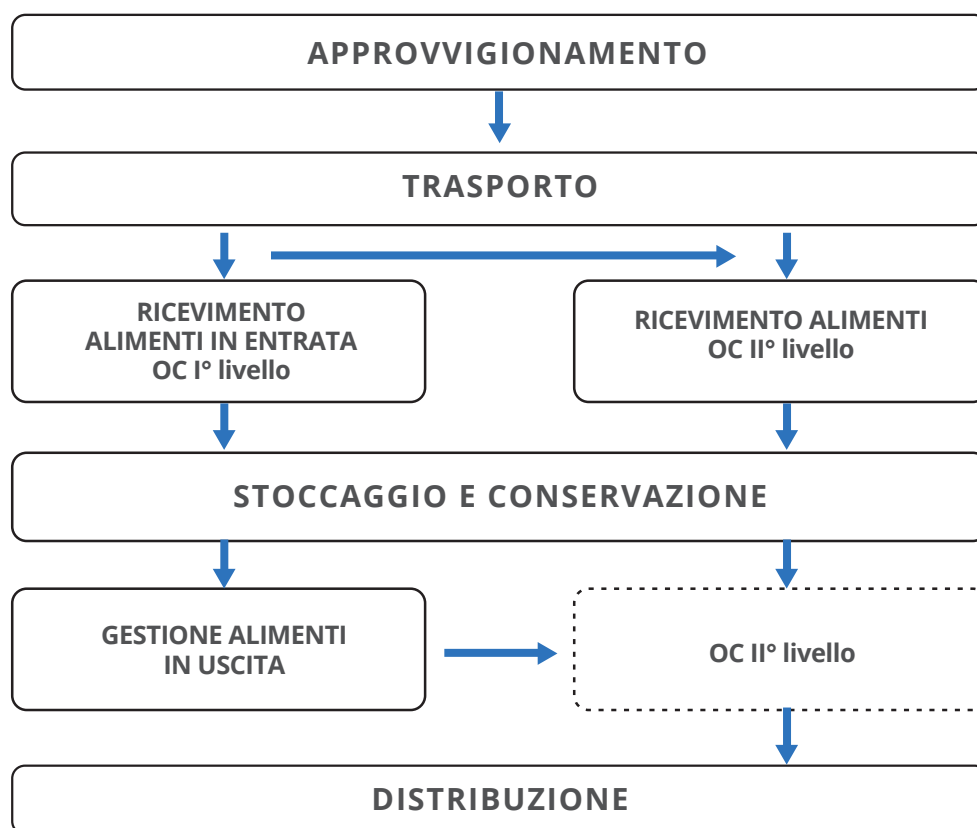 APPROVVIGIONAMENTO
TRASPORTO
RICEVIMENTO
ALIMENTI IN ENTRATA
OC I° livello
RICEVIMENTO ALIMENTI
OC II° livello
STOCCAGGIO E CONSERVAZIONE
GESTIONE ALIMENTI
IN USCITA
OC II° livello
DISTRIBUZIONE